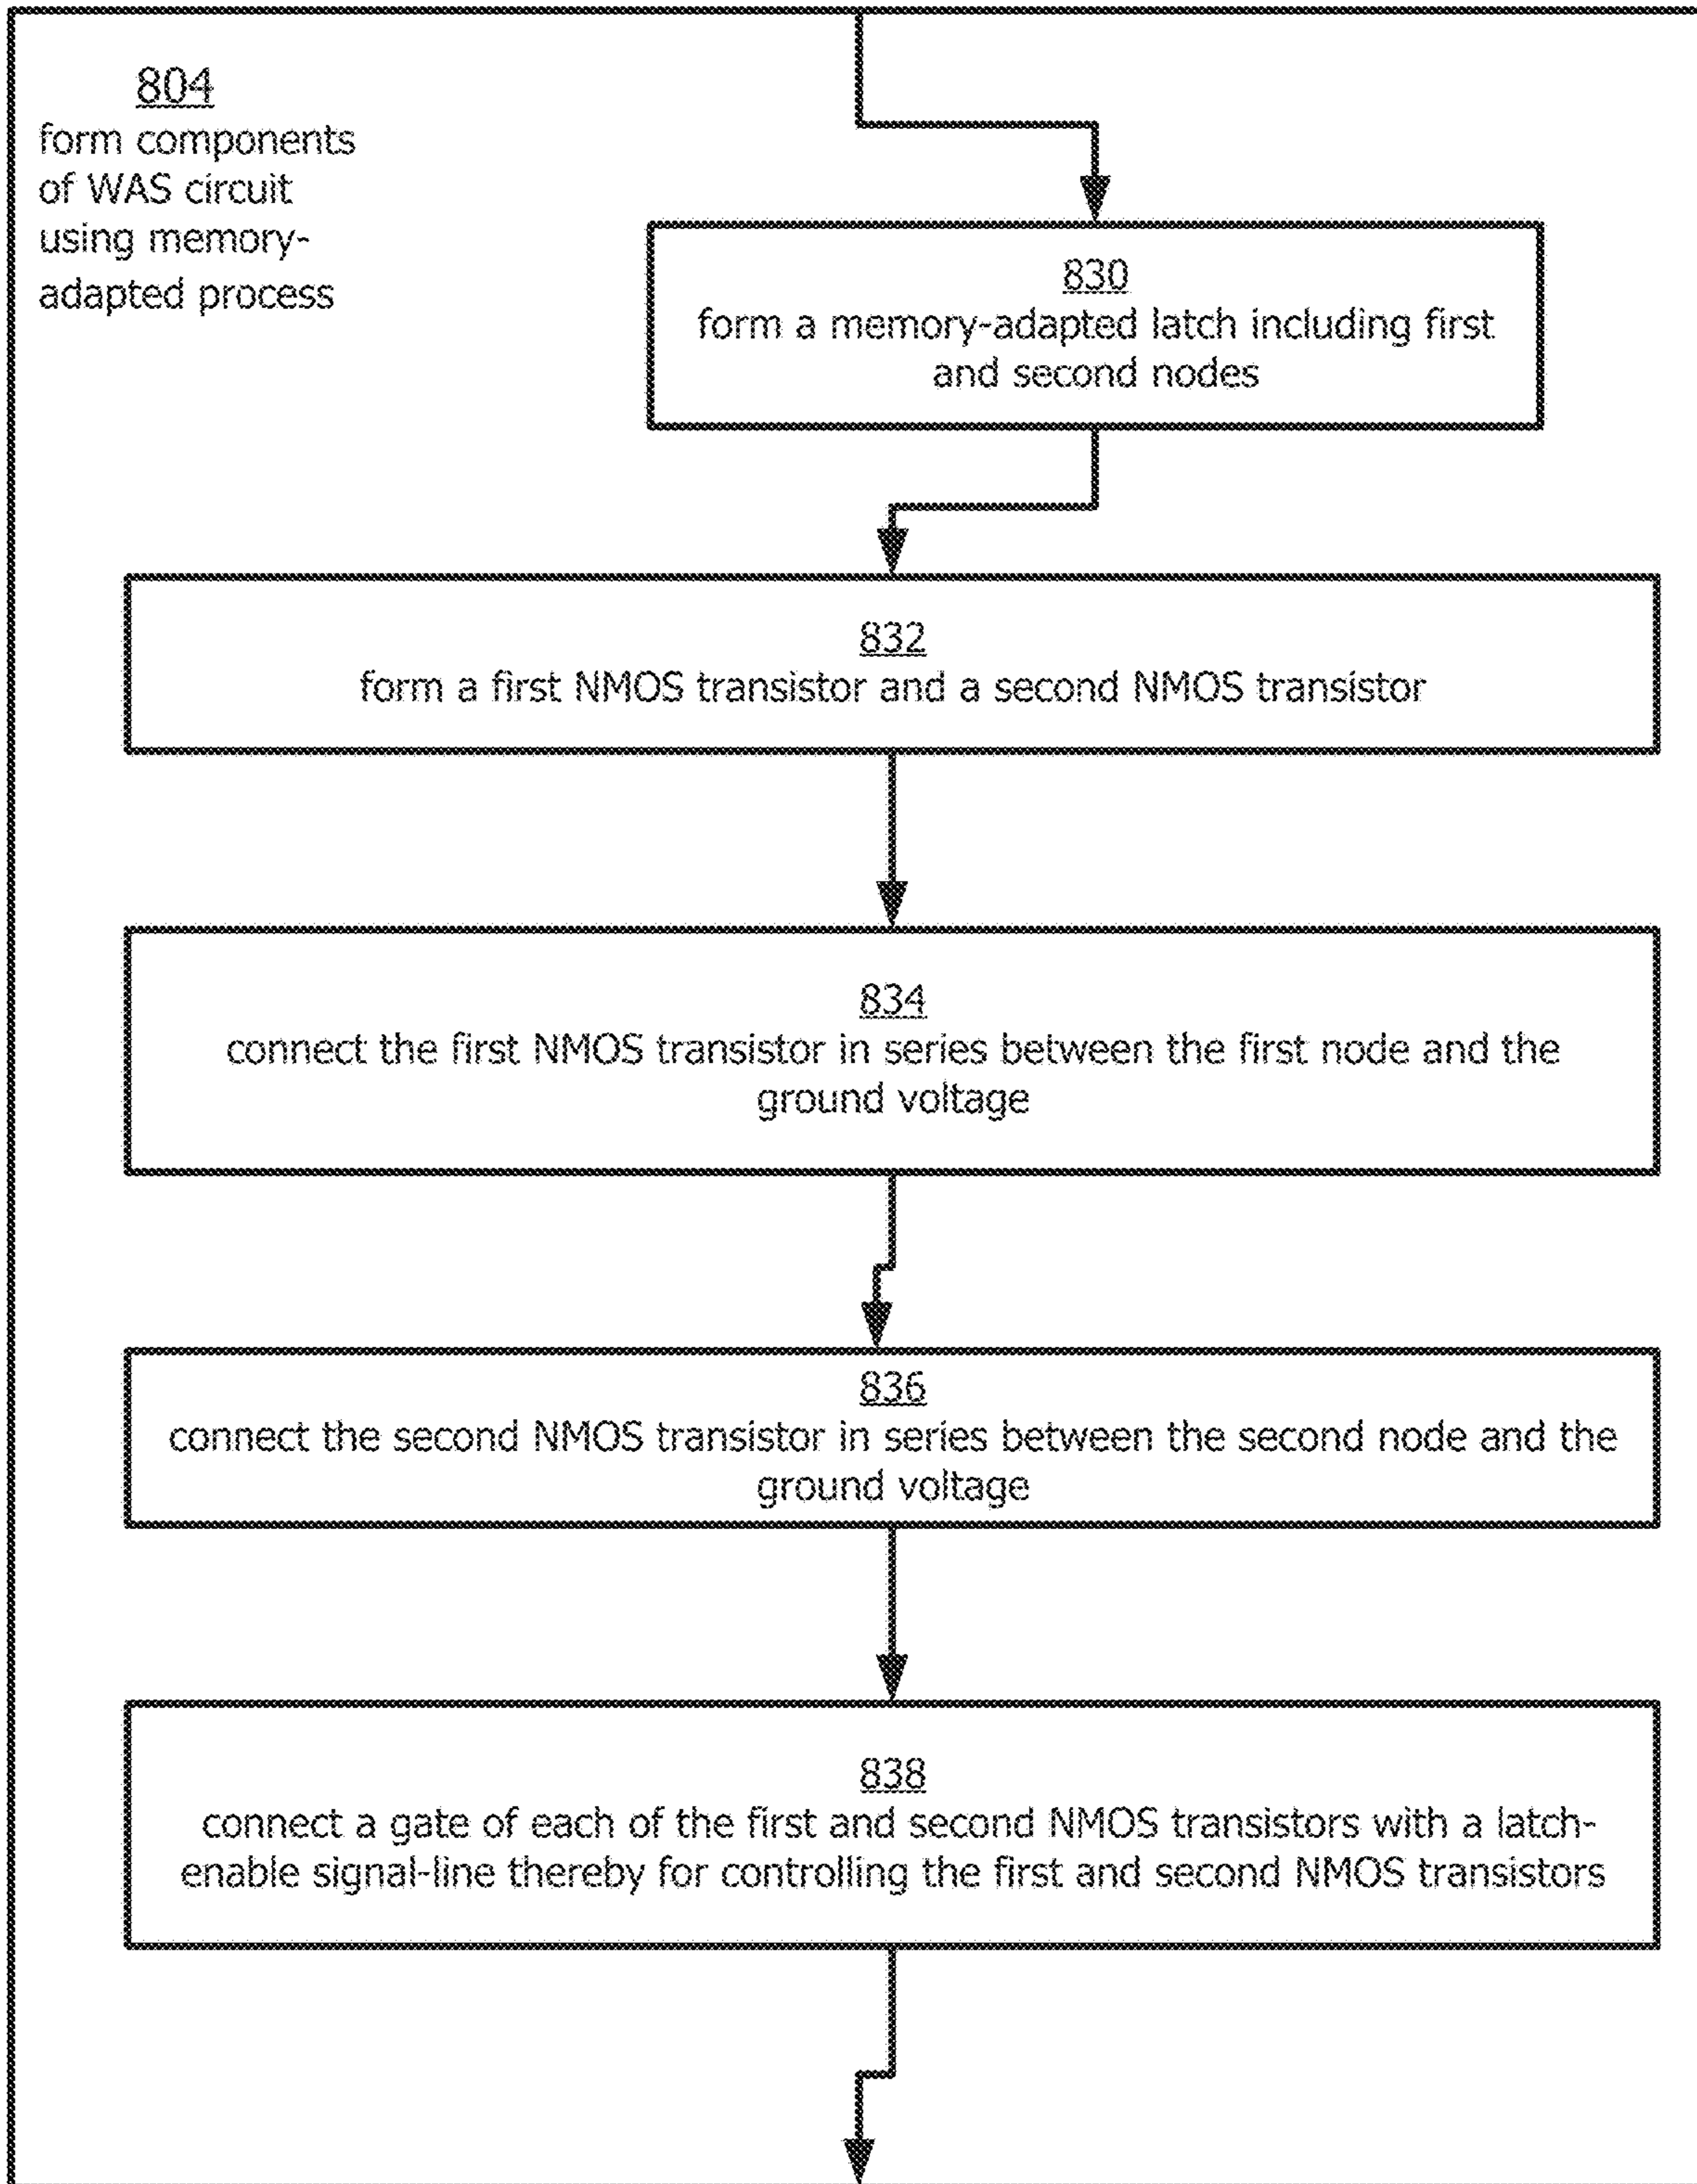 804
form components
of WAS circuit
using memory-
adapted process
830
form a memory-adapted latch including first
and second nodes
832
form a first NMOS transistor and a second NMOS transistor
834
connect the first NMOS transistor in series between the first node and the
ground voltage
836
connect the second NMOS transistor in series between the second node and the
ground voltage
838
connect a gate of each of the first and second NMOS transistors with a latch-
enable signal-line thereby for controlling the first and second NMOS transistors